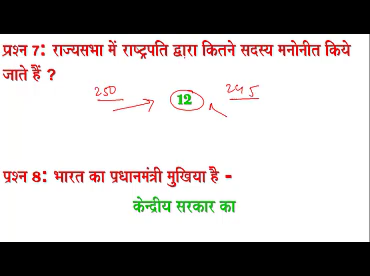 प्रश्न 7: राज्यसभा में राष्ट्रपति द्वारा कितने सदस्य मनोनीत किये
जाते हैं ?
250 12 245
प्रश्न 8: भारत का प्रधानमंत्री मुखिया है -
केन्द्रीय सरकार का